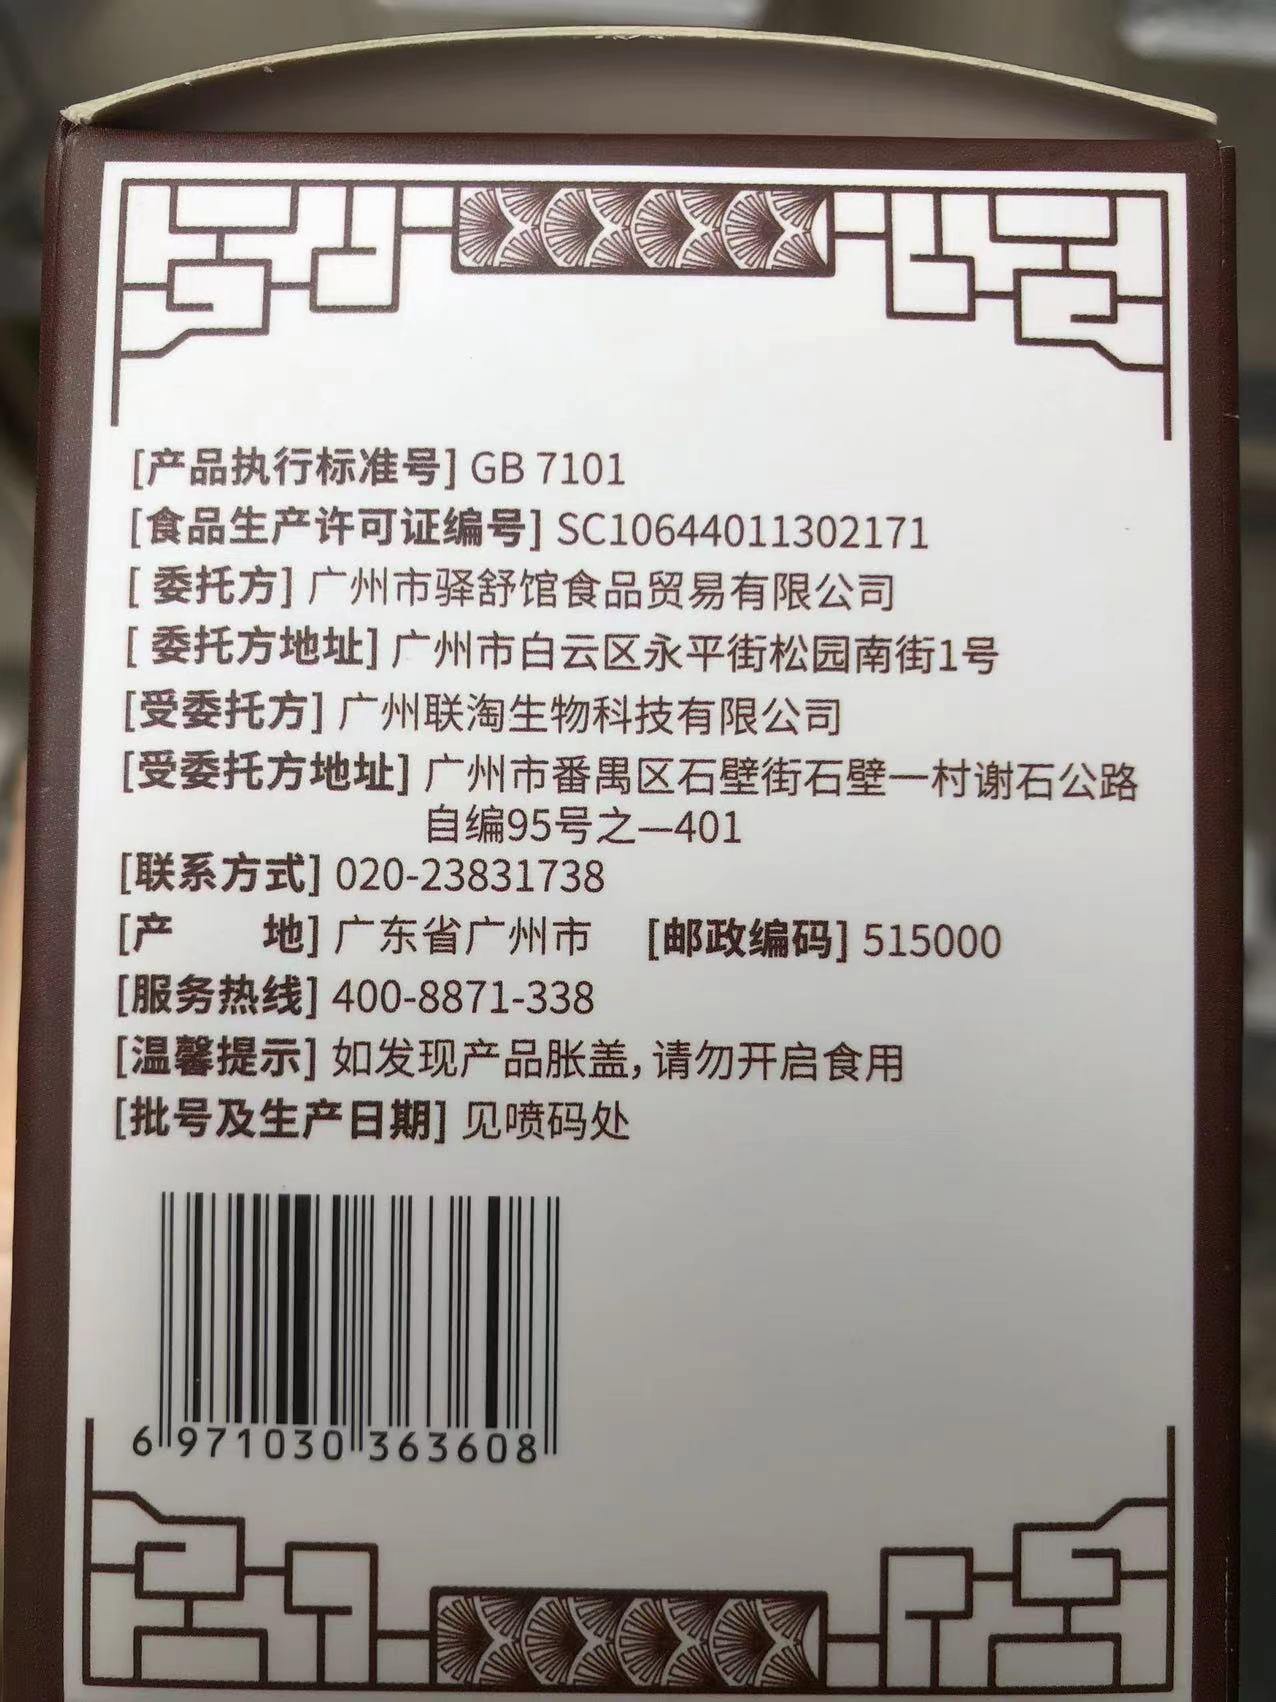 [产品执行标准号] GB 7101
[食品生产许可证编号] SC10644011302171
[ 委托方] 广州市驿舒馆食品贸易有限公司
[ 委托方地址] 广州市白云区永平街松园南街1号
[受委托方] 广州联淘生物科技有限公司
[受委托方地址] 广州市番禺区石壁街石壁一村谢石公路
自编95号之—401
[联系方式] 020-23831738
[产 地] 广东省广州市 [邮政编码] 515000
[服务热线] 400-8871-338
[温馨提示] 如发现产品胀盖，请勿开启食用
[批号及生产日期] 见喷码处
6 971030 363608